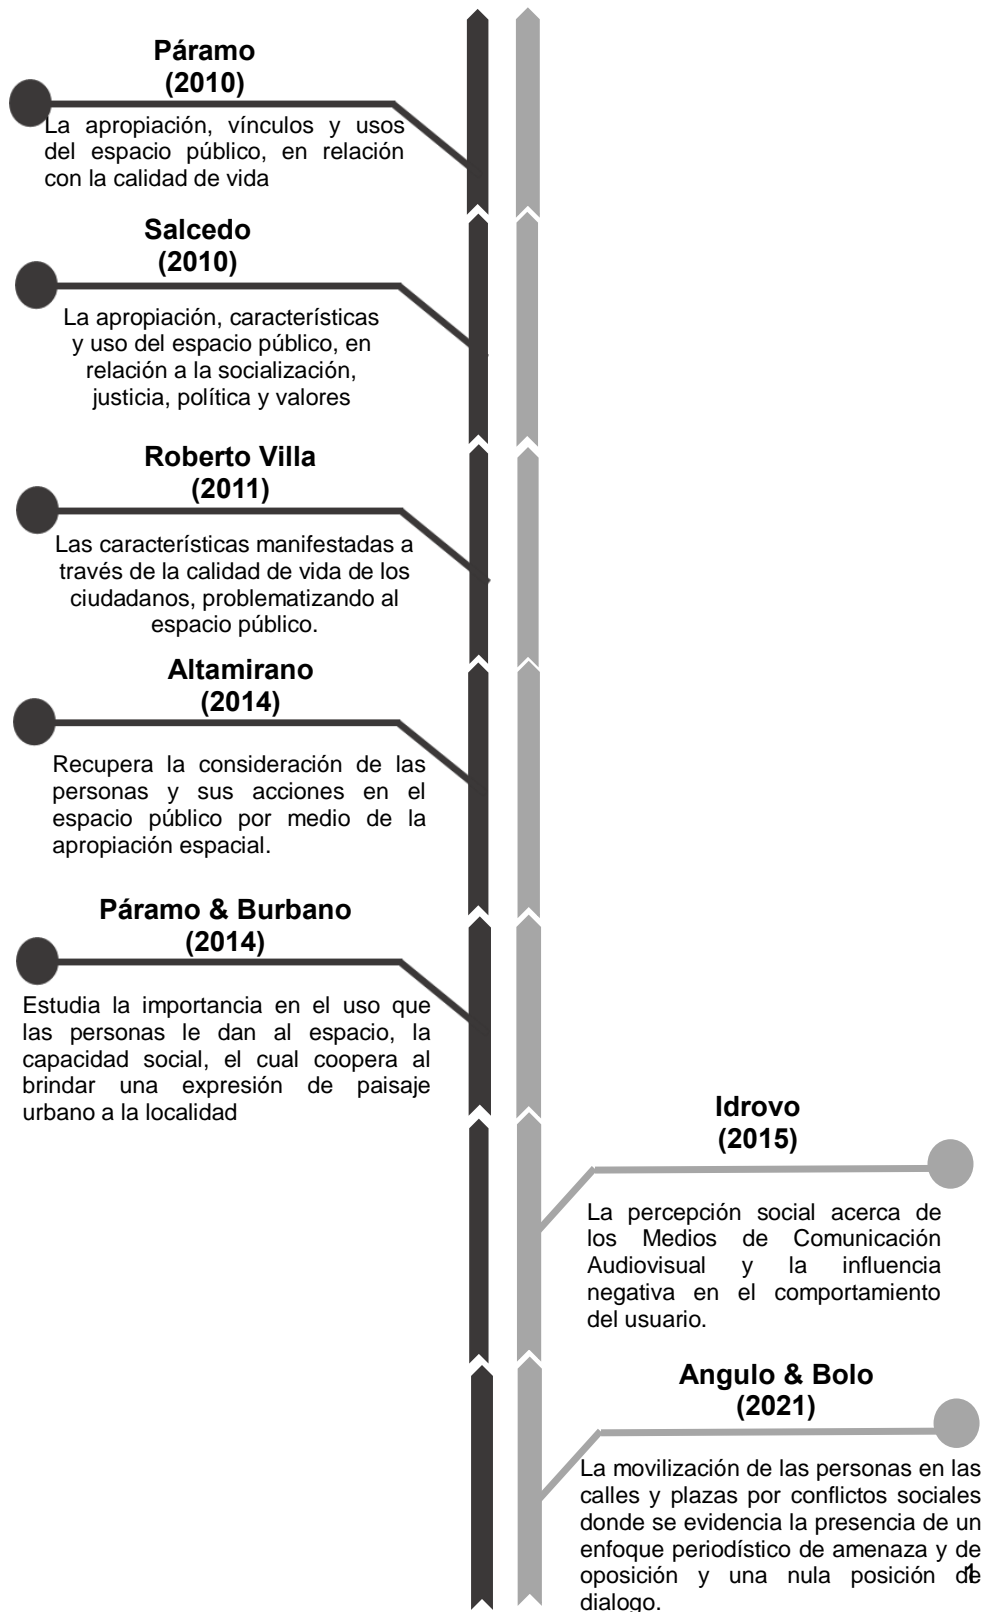 Páramo
(2010)
La apropiación, vínculos y usos
del espacio público, en relación
con la calidad de vida
Salcedo
(2010)
La apropiación, características
y uso del espacio público, en
relación a la socialización,
justicia, política y valores
Roberto Villa
(2011)
Las características manifestadas a
través de la calidad de vida de los
ciudadanos, problematizando al
espacio público.
Altamirano
(2014)
Recupera la consideración de las
personas y sus acciones en el
espacio público por medio de la
apropiación espacial.
Páramo & Burbano
(2014)
Estudia la importancia en el uso que
las personas le dan al espacio, la
capacidad social, el cual coopera al
brindar una expresión de paisaje
urbano a la localidad
Idrovo
(2015)
La percepción social acerca de
los Medios de Comunicación
Audiovisual y la influencia
negativa en el comportamiento
del usuario.
Angulo & Bolo
(2021)
La movilización de las personas en las
calles y plazas por conflictos sociales
donde se evidencia la presencia de un
enfoque periodístico de amenaza y de
oposición y una nula posición de
dialogo.
1